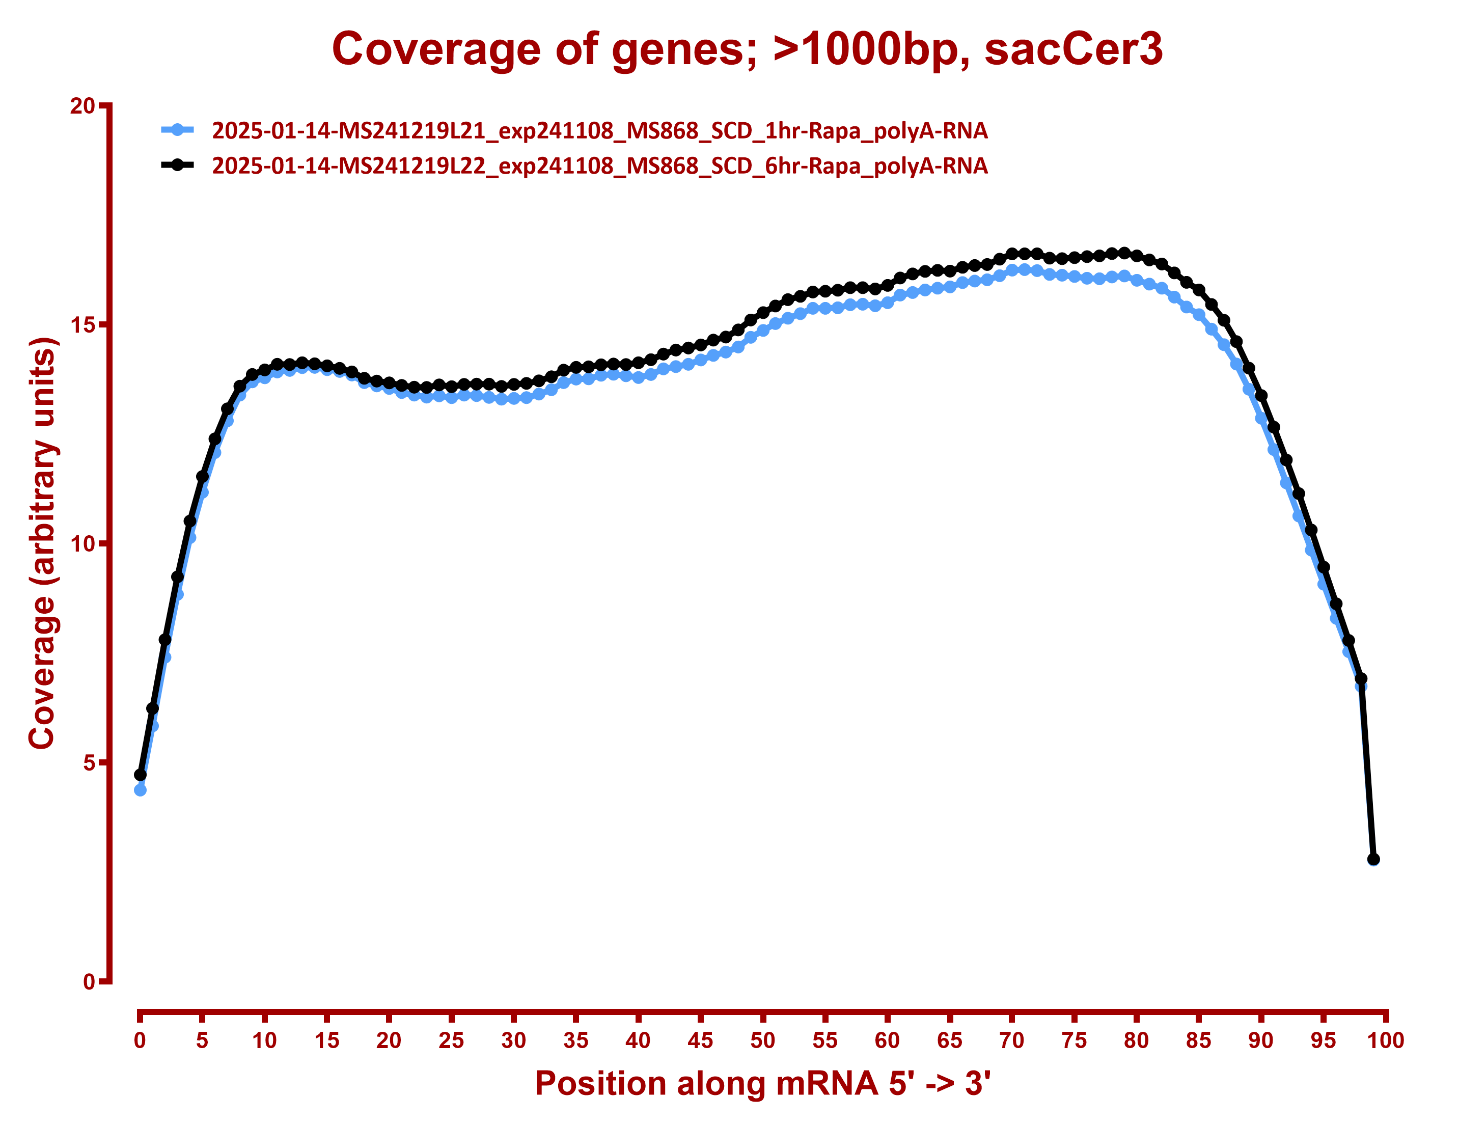 Coverage of genes; >1000bp, sacCer3
2025-01-14-MS241219L21_exp241108_MS868_SCD_1hr-Rapa_polyA-RNA
2025-01-14-MS241219L22_exp241108_MS868_SCD_6hr-Rapa_polyA-RNA
Coverage (arbitrary units)
20
15
10
5
0
0 5 10 15 20 25 30 35 40 45 50 55 60 65 70 75 80 85 90 95 100
Position along mRNA 5' -> 3'